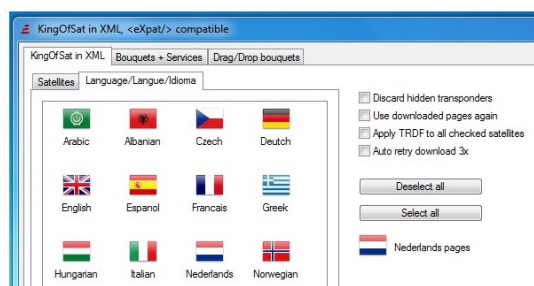 KingOfSat in XML, <eXpat/> compatible
KingOfSat in XML Bouquets + Services Drag/Drop bouquets
Satellites Language/Langue/Idioma
Arabic Albanian Czech Deutch
English Espanol Francais Greek
Hungarian Italian Nederlands Norwegian
Discard hidden transponders
Use downloaded pages again
Apply TRDF to all checked satellites
Auto retry download 3x
Deselect all
Select all
Nederlands pages